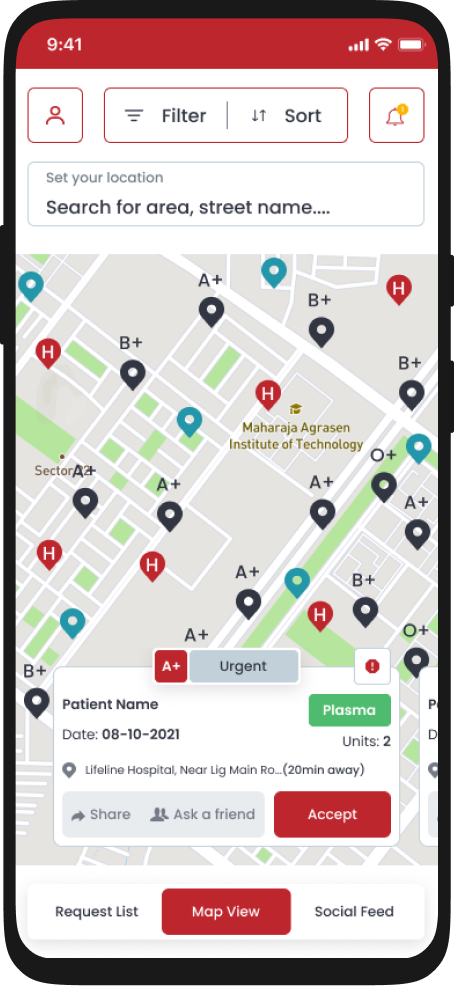 9:41
Filter
Sort
Set your location
Search for area, street name....
A+
B+
H
H
B+
B+
H
Maharaja Agrasen
Institute of Technology
O+
Sector 22
A+
A+
A+
A+
H
H
A+
B+
H
A+
O+
B+
A+ Urgent
Patient Name
Plasma
Date: 08-10-2021
Units: 2
Lifeline Hospital, Near Lig Main Ro...(20min away)
Share
Ask a friend
Accept
Request List
Map View
Social Feed